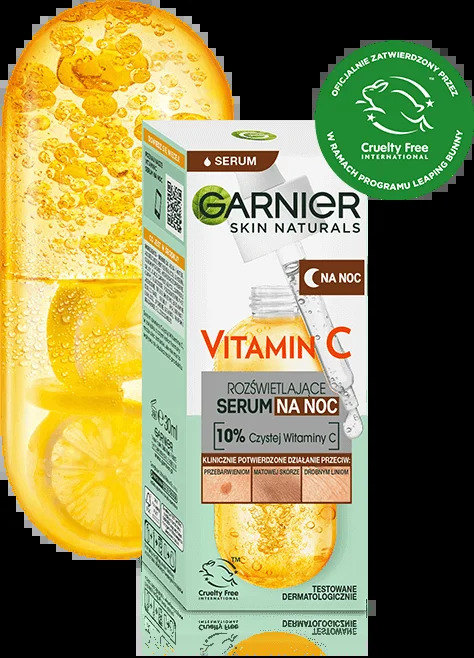 OFICJALNIE ZATWIERDZONY PRZEZ
Cruelty Free
INTERNATIONAL
W RAMACH PROGRAMU LEAPING BUNNY
SERUM
GARNIER
SKIN NATURALS
NA NOC
VITAMIN C
ROZŚWIETLAJĄCE
SERUM NA NOC
10% Czystej Witaminy C
KLINICZNIE POTWIERDZONE DZIAŁANIE PRZECIW:
PRZEBARWIENIOM
MATOWEJ SKÓRZE
DROBNYM LINIOM
TM
Cruelty Free
INTERNATIONAL
TESTOWANE
DERMATOLOGICZNIE
30ml
GARNIER